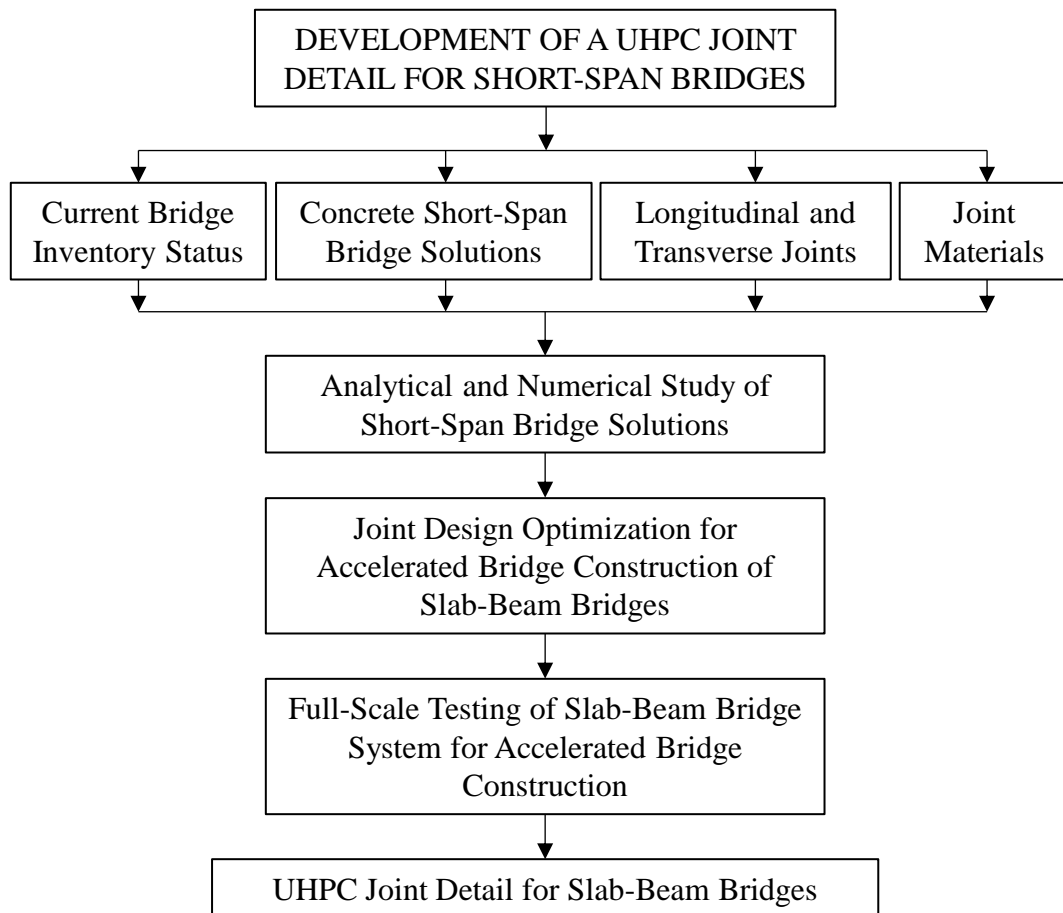 DEVELOPMENT OF A UHPC JOINT
DETAIL FOR SHORT-SPAN BRIDGES
Current Bridge
Inventory Status
Concrete Short-Span
Bridge Solutions
Longitudinal and
Transverse Joints
Joint
Materials
Analytical and Numerical Study of
Short-Span Bridge Solutions
Joint Design Optimization for
Accelerated Bridge Construction of
Slab-Beam Bridges
Full-Scale Testing of Slab-Beam Bridge
System for Accelerated Bridge
Construction
UHPC Joint Detail for Slab-Beam Bridges